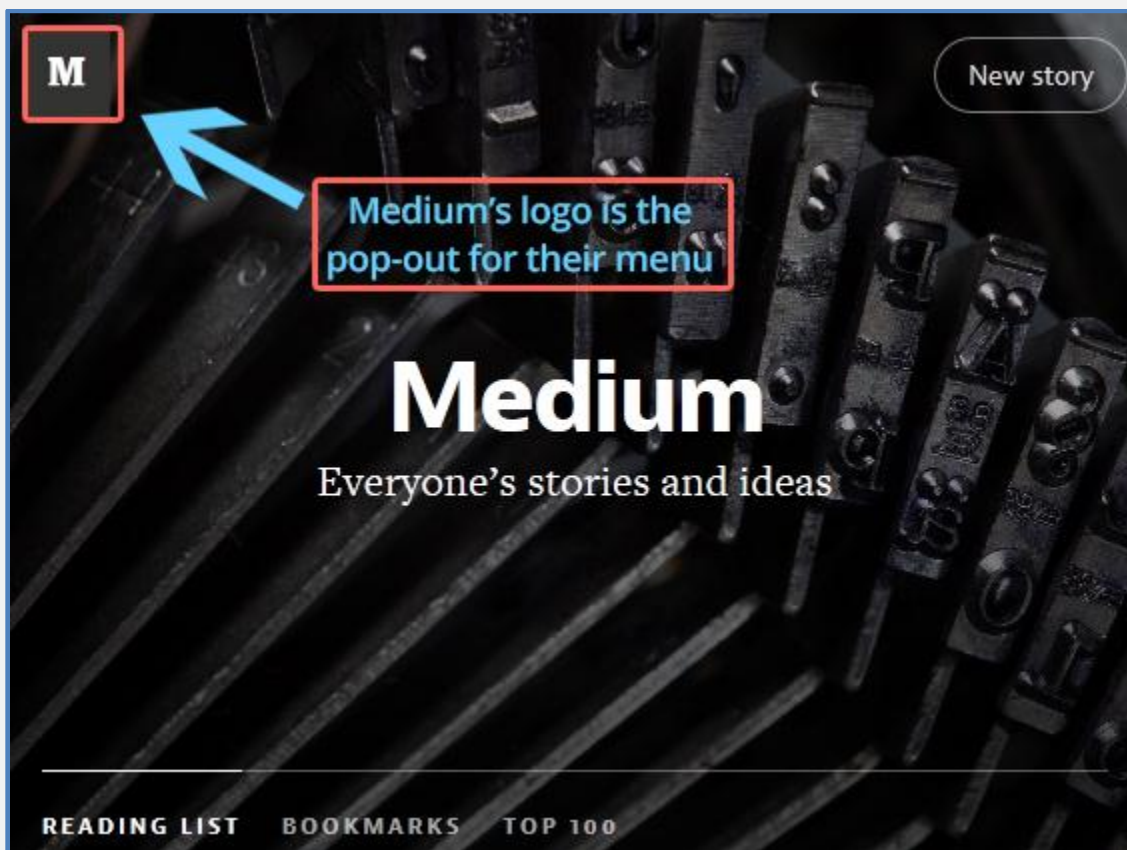 M
New story
Medium's logo is the
pop-out for their menu
Medium
Everyone's stories and ideas
READING LIST BOOKMARKS TOP 100